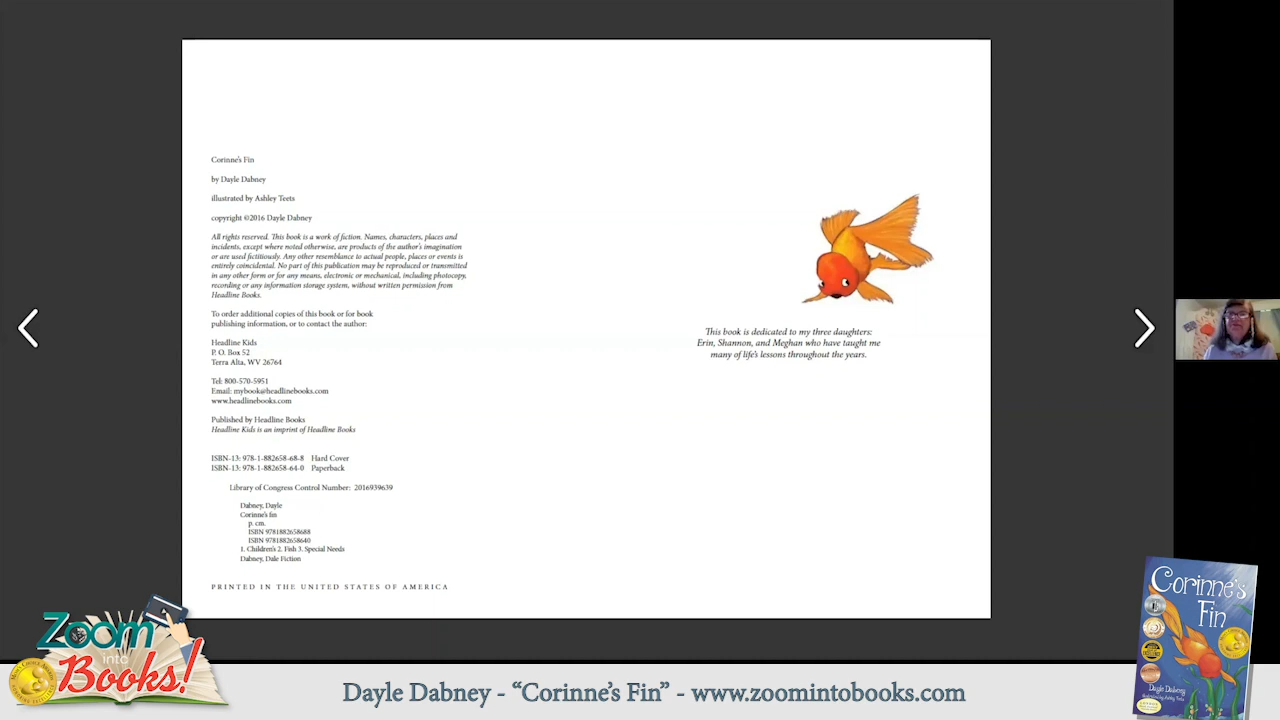 Corinne's Fin
by Dayle Dabney
illustrated by Ashley Teets
copyright ©2016 Dayle Dabney
All rights reserved. This book is a work of fiction. Names, characters, places and
incidents, except where noted otherwise, are products of the author's imagination
or are used fictitiously. Any other resemblance to actual people, places or events is
entirely coincidental. No part of this publication may be reproduced or transmitted
in any other form or for any means, electronic or mechanical, including photocopy,
recording or any information storage system, without written permission from
Headline Books.
To order additional copies of this book or for book
publishing information, or to contact the author:
Headline Kids
P. O. Box 52
Terra Alta, WV 26764
Tel: 800-570-5951
Email: mybook@headlinebooks.com
www.headlinebooks.com
Published by Headline Books
Headline Kids is an imprint of Headline Books
ISBN-13: 978-1-882658-68-8 Hard Cover
ISBN-13: 978-1-882658-64-0 Paperback
Library of Congress Control Number: 2016939639
Dabney, Dayle
Corinne's fin
p. cm.
ISBN 9781882658688
ISBN 9781882658640
1. Children's 2. Fish 3. Special Needs
Dabney, Dale Fiction
PRINTED IN THE UNITED STATES OF AMERICA
This book is dedicated to my three daughters:
Erin, Shannon, and Meghan who have taught me
many of life's lessons throughout the years.
Zoom
into
Books!
Dayle Dabney - “Corinne's Fin” - www.zoomintobooks.com
Corinne's
Fin
Dayle Dabney